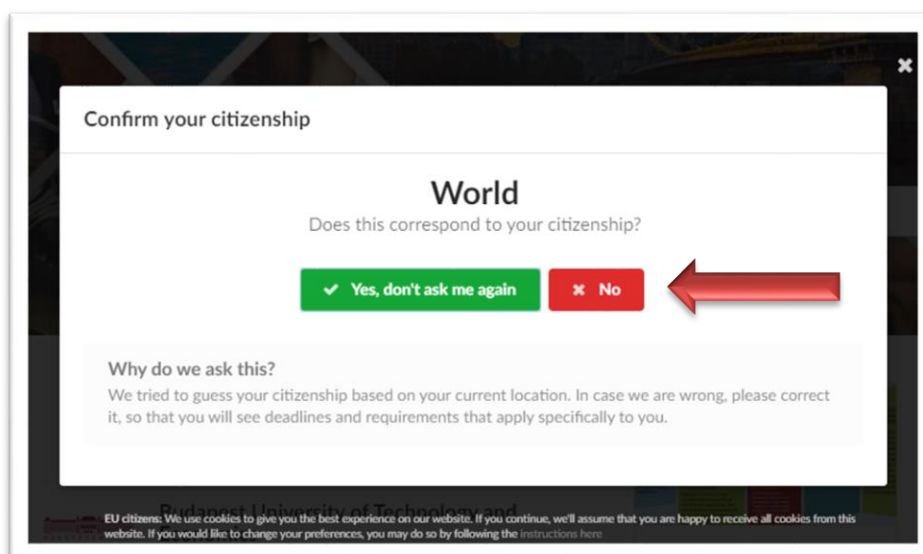 Confirm your citizenship
World
Does this correspond to your citizenship?
Yes, don't ask me again
No
Why do we ask this?
We tried to guess your citizenship based on your current location. In case we are wrong, please correct
it, so that you will see deadlines and requirements that apply specifically to you.
Budapest University of Technology and
EU citizens: We use cookies to give you the best experience on our website. If you continue, we'll assume that you are happy to receive all cookies from this
website. If you would like to change your preferences, you may do so by following the instructions here